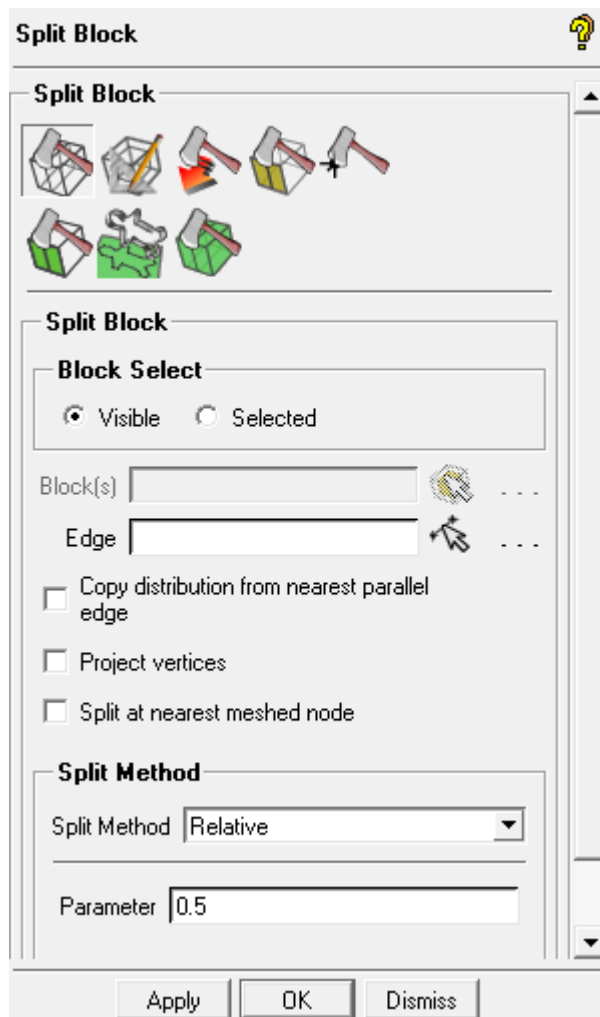 Split Block
Split Block
Split Block
Block Select
Visible Selected
Block(s) ...
Edge ...
Copy distribution from nearest parallel
edge
Project vertices
Split at nearest meshed node
Split Method
Split Method Relative
Parameter 0.5
Apply OK Dismiss